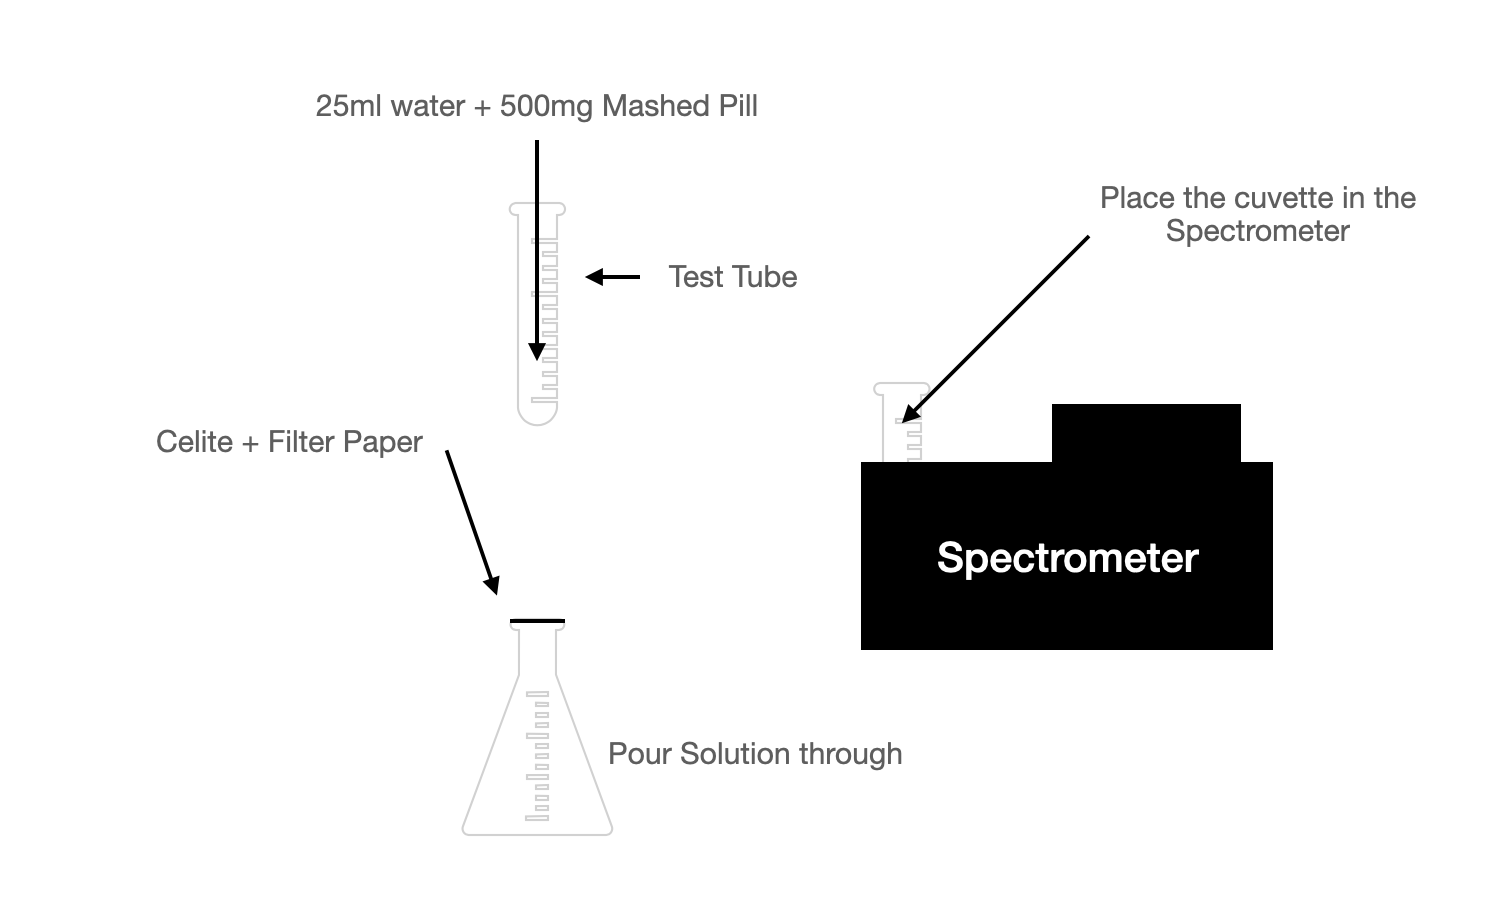 25ml water + 500mg Mashed Pill
Test Tube
Place the cuvette in the
Spectrometer
Celite + Filter Paper
Spectrometer
Pour Solution through